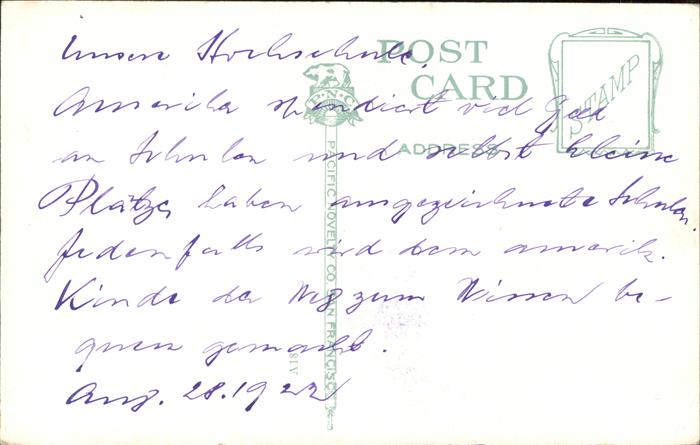 Unsere Hochschule.
POST
CARD
P.N.C.
STAMP
Amerika spendiert viel Geld
ADDRESS
an Schulen und selbst kleine
Plätze haben ausgezeichnete Schulen.
Jedenfalls wird dem amerik.
Kinde der Weg zum Wissen be-
quem gemacht.
Aug. 28. 1922
PACIFIC NOVELTY CO. SAN FRANCISCO